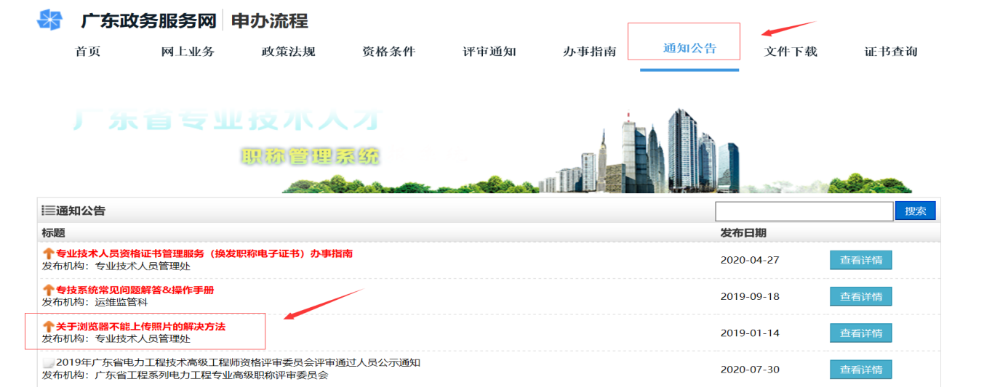 广东政务服务网 申办流程
首页 网上业务 政策法规 资格条件 评审通知 办事指南 通知公告 文件下载 证书查询
广东省专业技术人才
职称管理系统
通知公告 搜索
标题 发布日期
专业技术人员资格证书管理服务（换发职称电子证书）办事指南
发布机构：专业技术人员管理处 2020-04-27 查看详情
专技系统常见问题解答&操作手册
发布机构：运维监管科 2019-09-18 查看详情
关于浏览器不能上传照片的解决方法
发布机构：专业技术人员管理处 2019-01-14 查看详情
2019年广东省电力工程技术高级工程师资格评审委员会评审通过人员公示通知
发布机构：广东省工程系列电力工程专业高级职称评审委员会 2020-07-30 查看详情